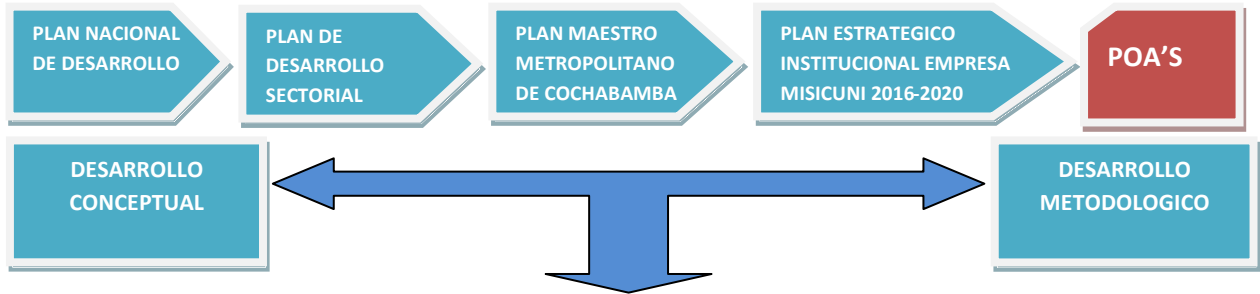 PLAN NACIONAL
DE DESARROLLO
PLAN DE
DESARROLLO
SECTORIAL
PLAN MAESTRO
METROPOLITANO
DE COCHABAMBA
PLAN ESTRATEGICO
INSTITUCIONAL EMPRESA
MISICUNI 2016-2020
POA’S
DESARROLLO
CONCEPTUAL
DESARROLLO
METODOLOGICO